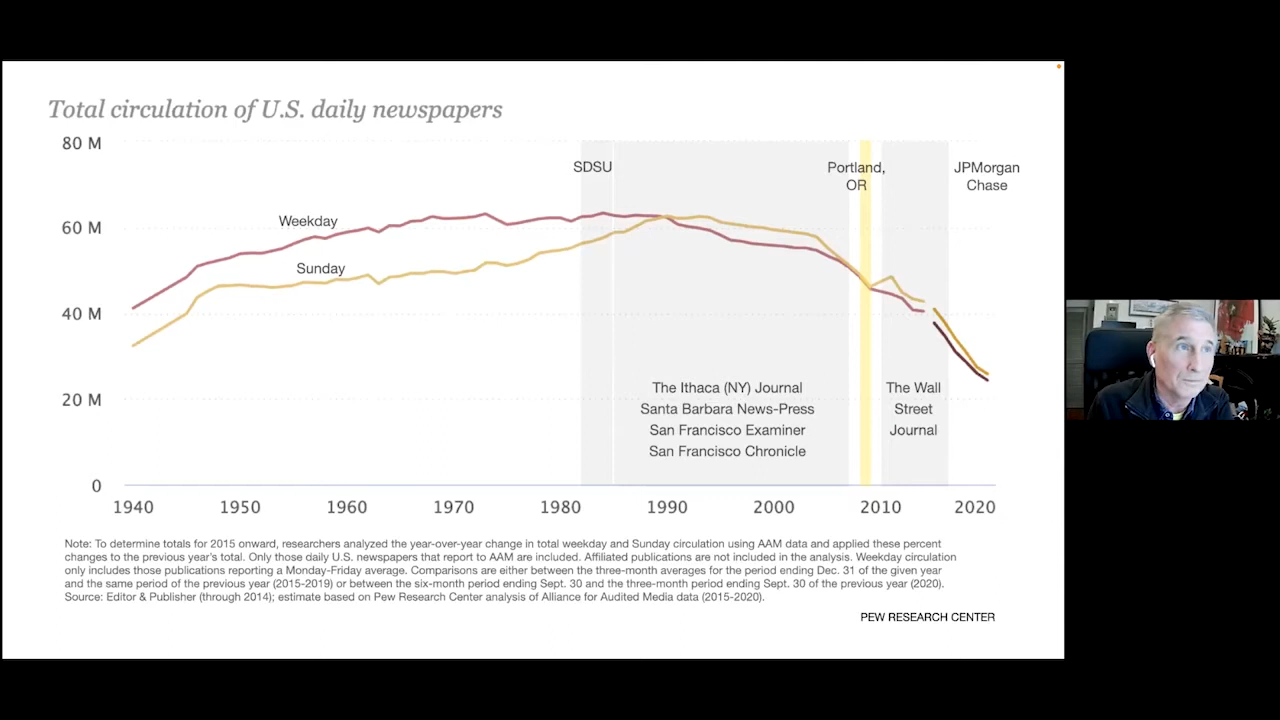 Total circulation of U.S. daily newspapers
80 M
SDSU
Portland,
OR
JPMorgan
Chase
Weekday
60 M
Sunday
40 M
The Ithaca (NY) Journal
Santa Barbara News-Press
San Francisco Examiner
San Francisco Chronicle
The Wall
Street
Journal
20 M
0
1940 1950 1960 1970 1980 1990 2000 2010 2020
Note: To determine totals for 2015 onward, researchers analyzed the year-over-year change in total weekday and Sunday circulation using AAM data and applied these percent
changes to the previous year's total. Only those daily U.S. newspapers that report to AAM are included. Affiliated publications are not included in the analysis. Weekday circulation
only includes those publications reporting a Monday-Friday average. Comparisons are either between the three-month averages for the period ending Dec. 31 of the given year
and the same period of the previous year (2015-2019) or between the six-month period ending Sept. 30 and the three-month period ending Sept. 30 of the previous year (2020).
Source: Editor & Publisher (through 2014); estimate based on Pew Research Center analysis of Alliance for Audited Media data (2015-2020).
PEW RESEARCH CENTER